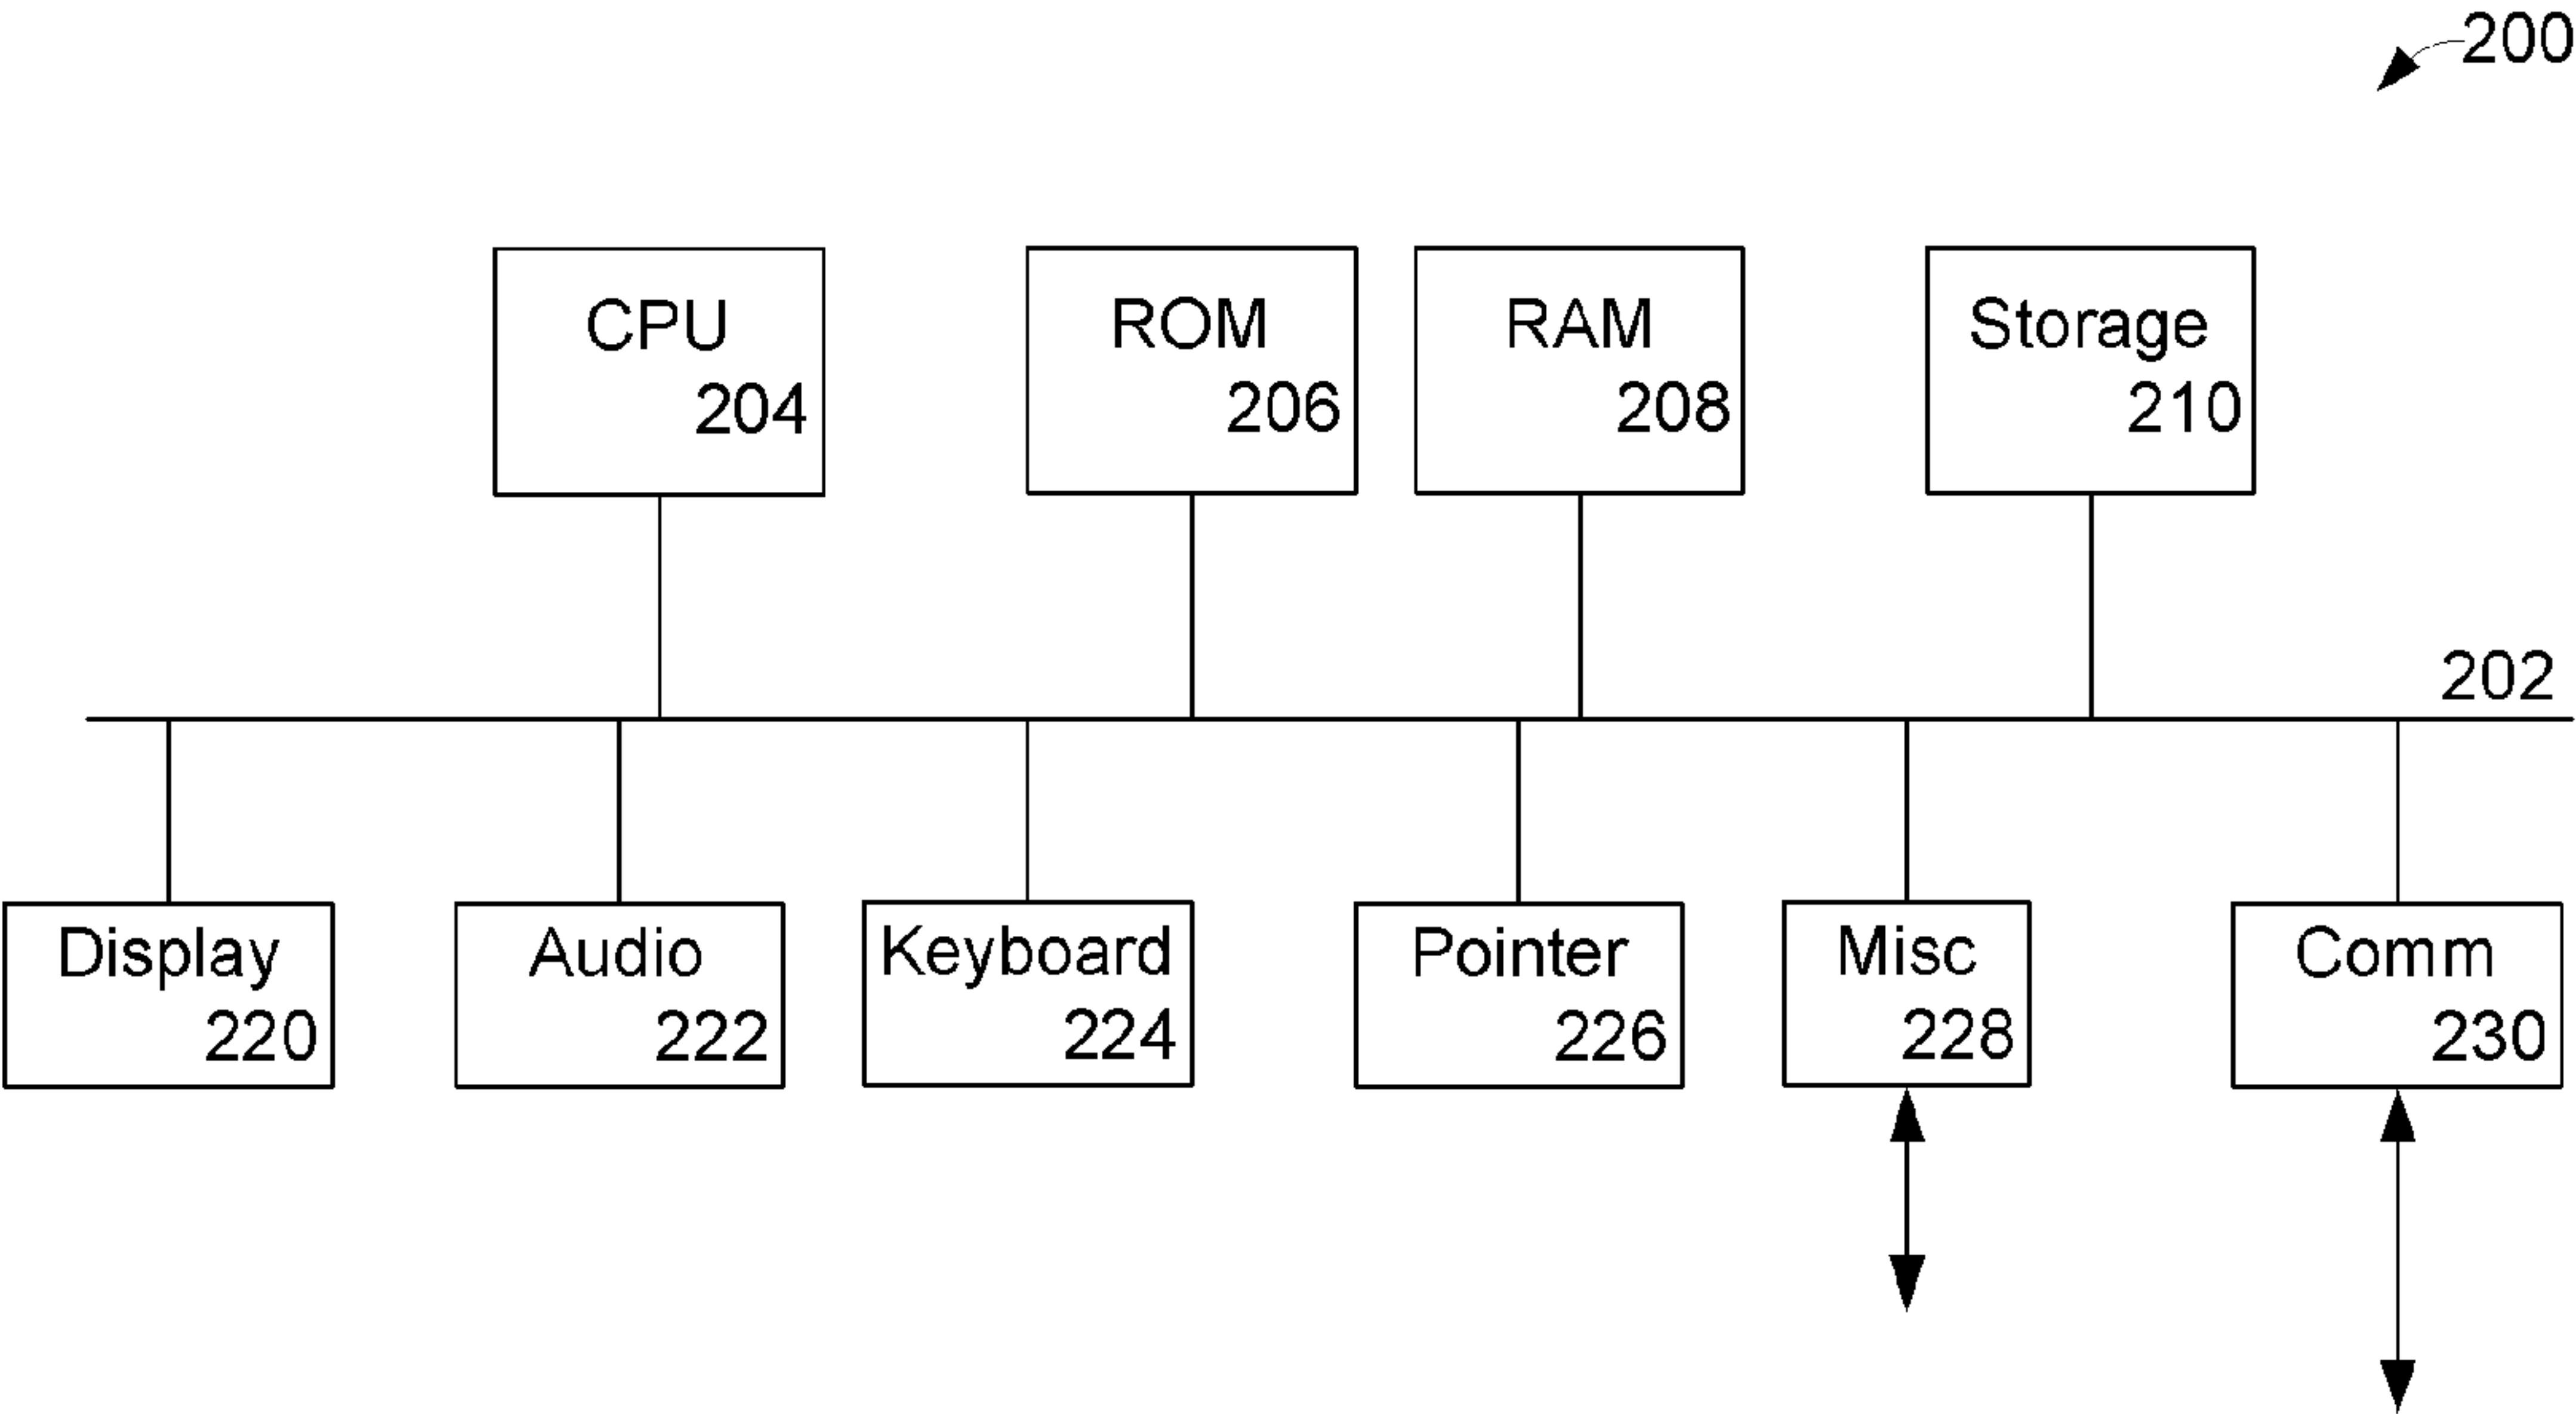 200
CPU
204
ROM
206
RAM
208
Storage
210
202
Display
220
Audio
222
Keyboard
224
Pointer
226
Misc
228
Comm
230